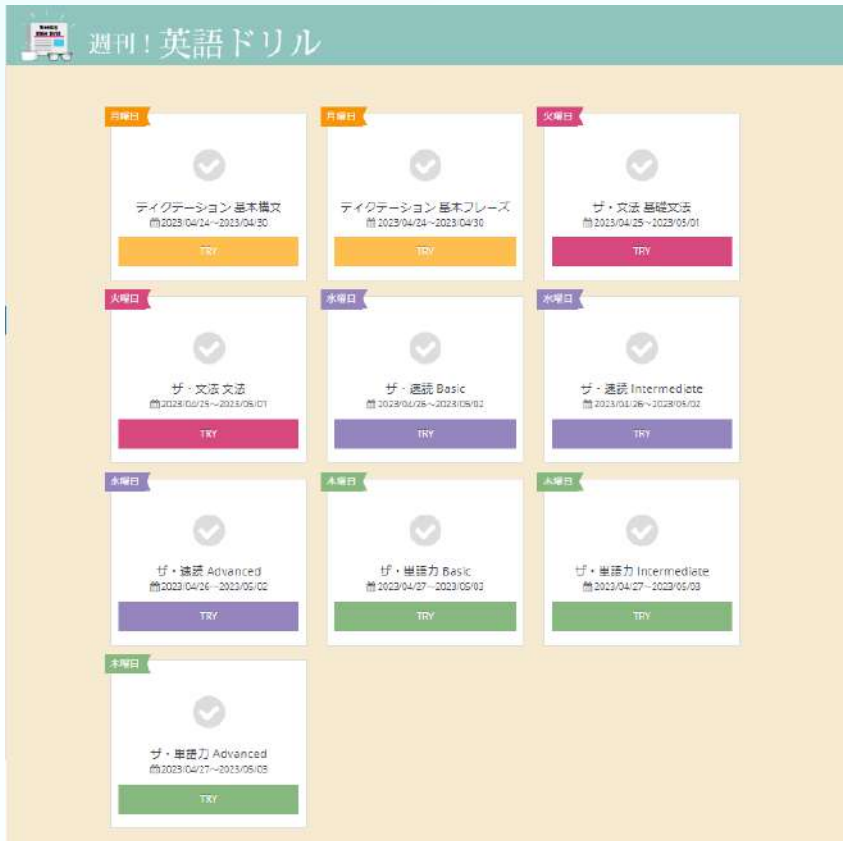 週刊！英語ドリル
月曜日
ディクテーション 基本構文
2023/04/24～2023/04/30
TRY
月曜日
ディクテーション 基本フレーズ
2023/04/24～2023/04/30
TRY
火曜日
ザ・文法 基礎文法
2023/04/25～2023/05/01
TRY
火曜日
ザ・文法 文法
2023/04/25～2023/05/01
TRY
水曜日
ザ・速読 Basic
2023/04/26～2023/05/02
TRY
水曜日
ザ・速読 Intermediate
2023/04/26～2023/05/02
TRY
水曜日
ザ・速読 Advanced
2023/04/26～2023/05/02
TRY
木曜日
ザ・単語力 Basic
2023/04/27～2023/05/03
TRY
木曜日
ザ・単語力 Intermediate
2023/04/27～2023/05/03
TRY
木曜日
ザ・単語力 Advanced
2023/04/27～2023/05/03
TRY